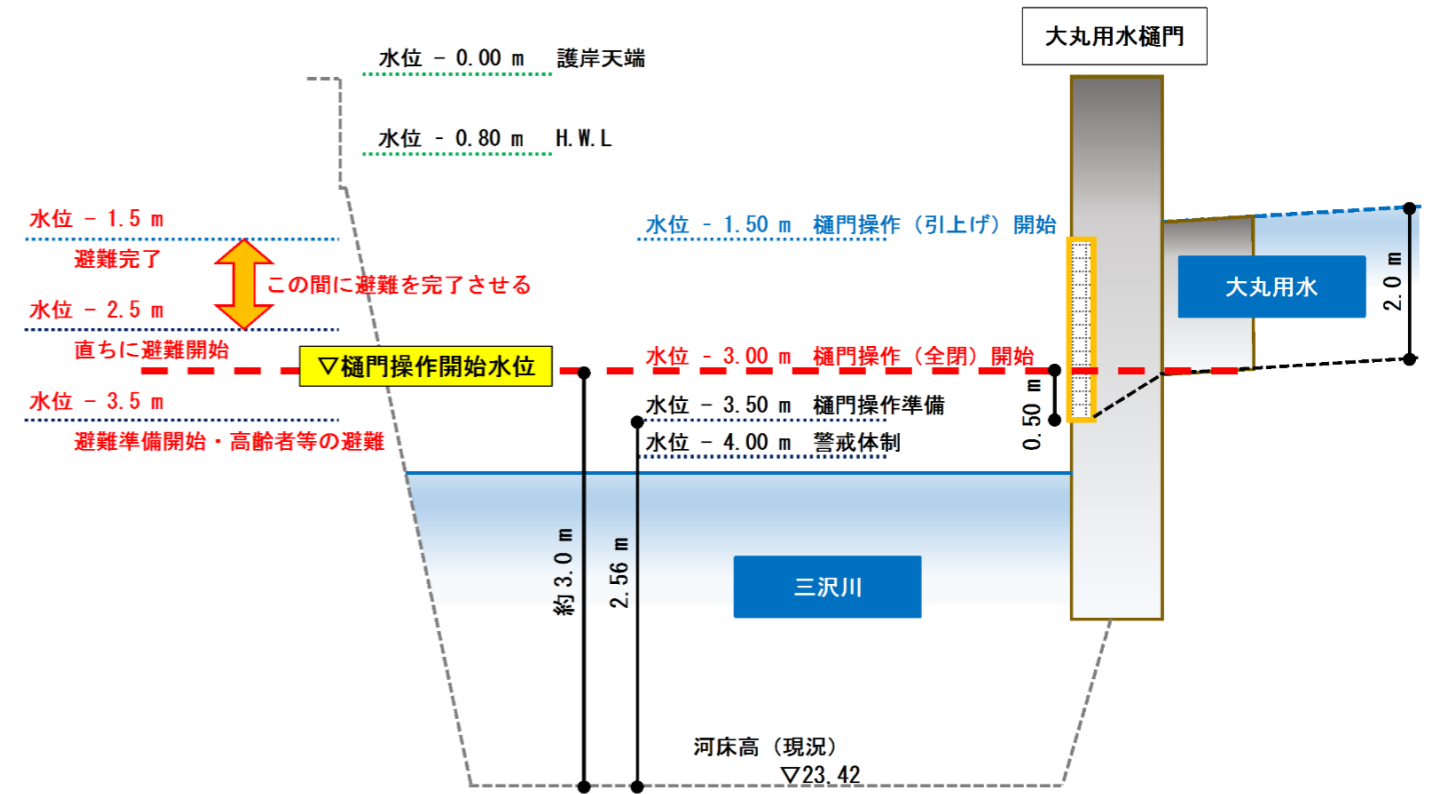 大丸用水樋門
水位 - 0.00 m 護岸天端
水位 - 0.80 m H.W.L
水位 - 1.5 m
避難完了
この間に避難を完了させる
水位 - 2.5 m
直ちに避難開始
水位 - 3.5 m
避難準備開始・高齢者等の避難
▽樋門操作開始水位
水位 - 1.50 m 樋門操作（引上げ）開始
水位 - 3.00 m 樋門操作（全閉）開始
水位 - 3.50 m 樋門操作準備
水位 - 4.00 m 警戒体制
0.50 m
大丸用水
2.0 m
約3.0 m
2.56 m
三沢川
河床高（現況）
▽23.42